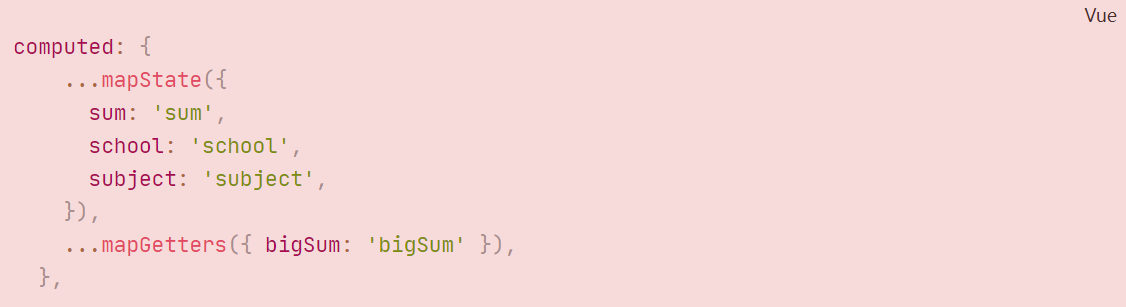 Vue
computed: {
    ...mapState({
      sum: 'sum',
      school: 'school',
      subject: 'subject',
    }),
    ...mapGetters({ bigSum: 'bigSum' }),
  },